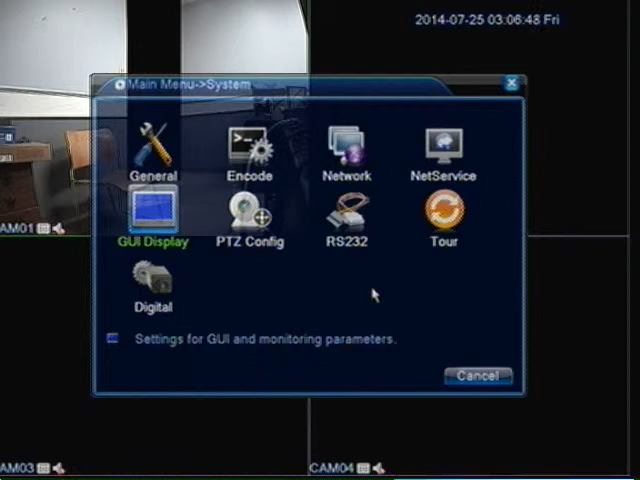 2014-07-25 03:06:48 Fri
Main Menu->System
General Encode Network NetService
GUI Display PTZ Config RS232 Tour
Digital
Settings for GUI and monitoring parameters.
Cancel
AM01
AM03
CAM04